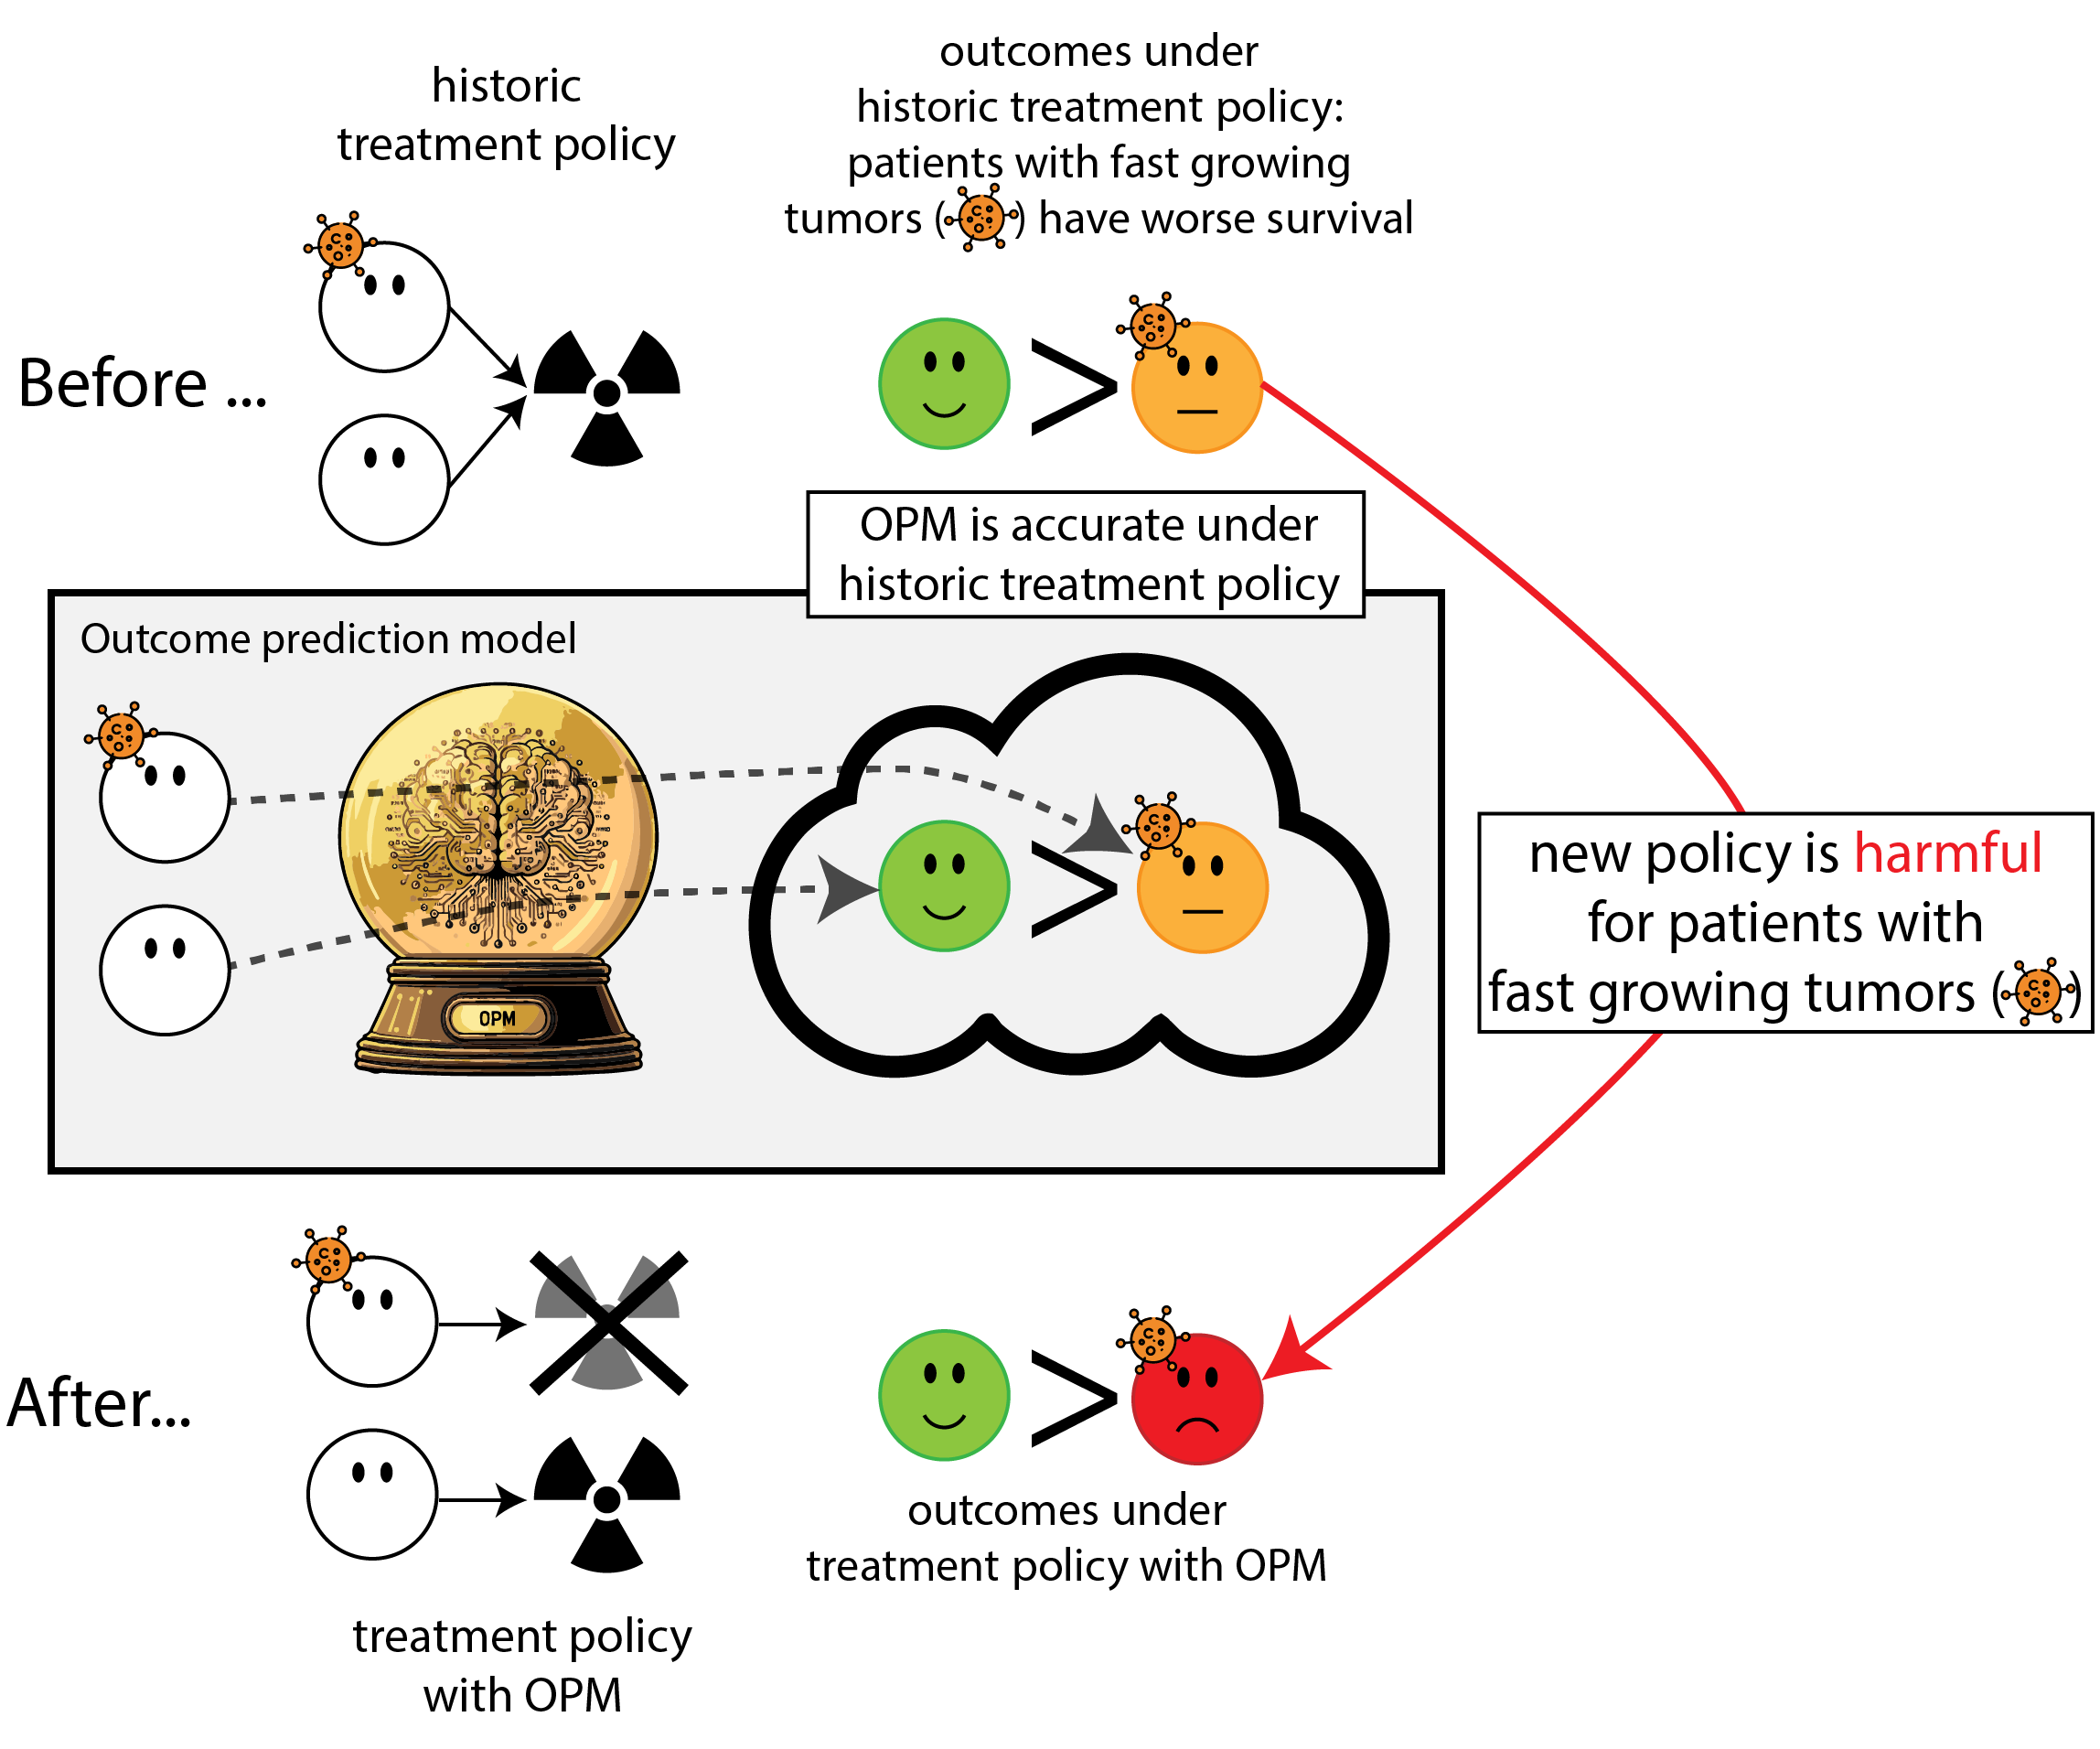 historic
treatment policy
outcomes under
historic treatment policy:
patients with fast growing
tumors ( ) have worse survival
Before ...
OPM is accurate under
historic treatment policy
Outcome prediction model
OPM
new policy is harmful
for patients with
fast growing tumors ( )
After...
outcomes under
treatment policy with OPM
treatment policy
with OPM